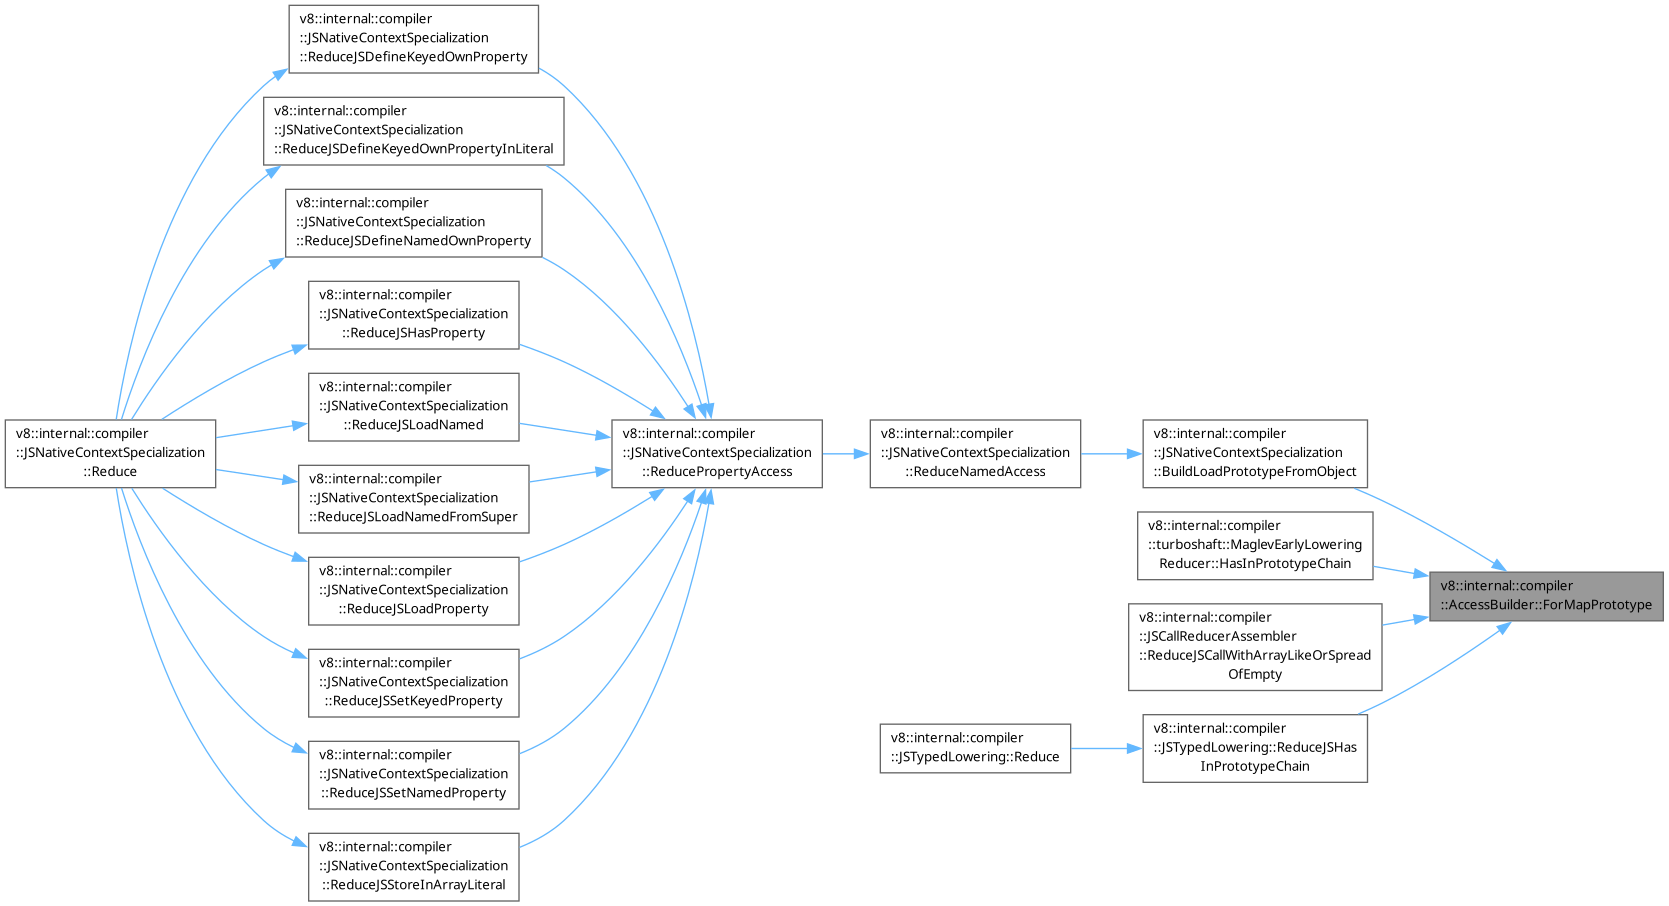 v8::internal::compiler
::JSNativeContextSpecialization
::ReduceJSDefineKeyedOwnProperty
v8::internal::compiler
::JSNativeContextSpecialization
::ReduceJSDefineKeyedOwnPropertyInLiteral
v8::internal::compiler
::JSNativeContextSpecialization
::ReduceJSDefineNamedOwnProperty
v8::internal::compiler
::JSNativeContextSpecialization
::ReduceJSHasProperty
v8::internal::compiler
::JSNativeContextSpecialization
::ReduceJSLoadNamed
v8::internal::compiler
::JSNativeContextSpecialization
::Reduce
v8::internal::compiler
::JSNativeContextSpecialization
::ReduceJSLoadNamedFromSuper
v8::internal::compiler
::JSNativeContextSpecialization
::ReduceJSLoadProperty
v8::internal::compiler
::JSNativeContextSpecialization
::ReduceJSSetKeyedProperty
v8::internal::compiler
::JSNativeContextSpecialization
::ReduceJSSetNamedProperty
v8::internal::compiler
::JSNativeContextSpecialization
::ReduceJSStoreInArrayLiteral
v8::internal::compiler
::JSNativeContextSpecialization
::ReducePropertyAccess
v8::internal::compiler
::JSNativeContextSpecialization
::ReduceNamedAccess
v8::internal::compiler
::JSNativeContextSpecialization
::BuildLoadPrototypeFromObject
v8::internal::compiler
::turboshaft::MaglevEarlyLowering
Reducer::HasInPrototypeChain
v8::internal::compiler
::JSCallReducerAssembler
::ReduceJSCallWithArrayLikeOrSpread
OfEmpty
v8::internal::compiler
::JSTypedLowering::ReduceJSHas
InPrototypeChain
v8::internal::compiler
::JSTypedLowering::Reduce
v8::internal::compiler
::AccessBuilder::ForMapPrototype